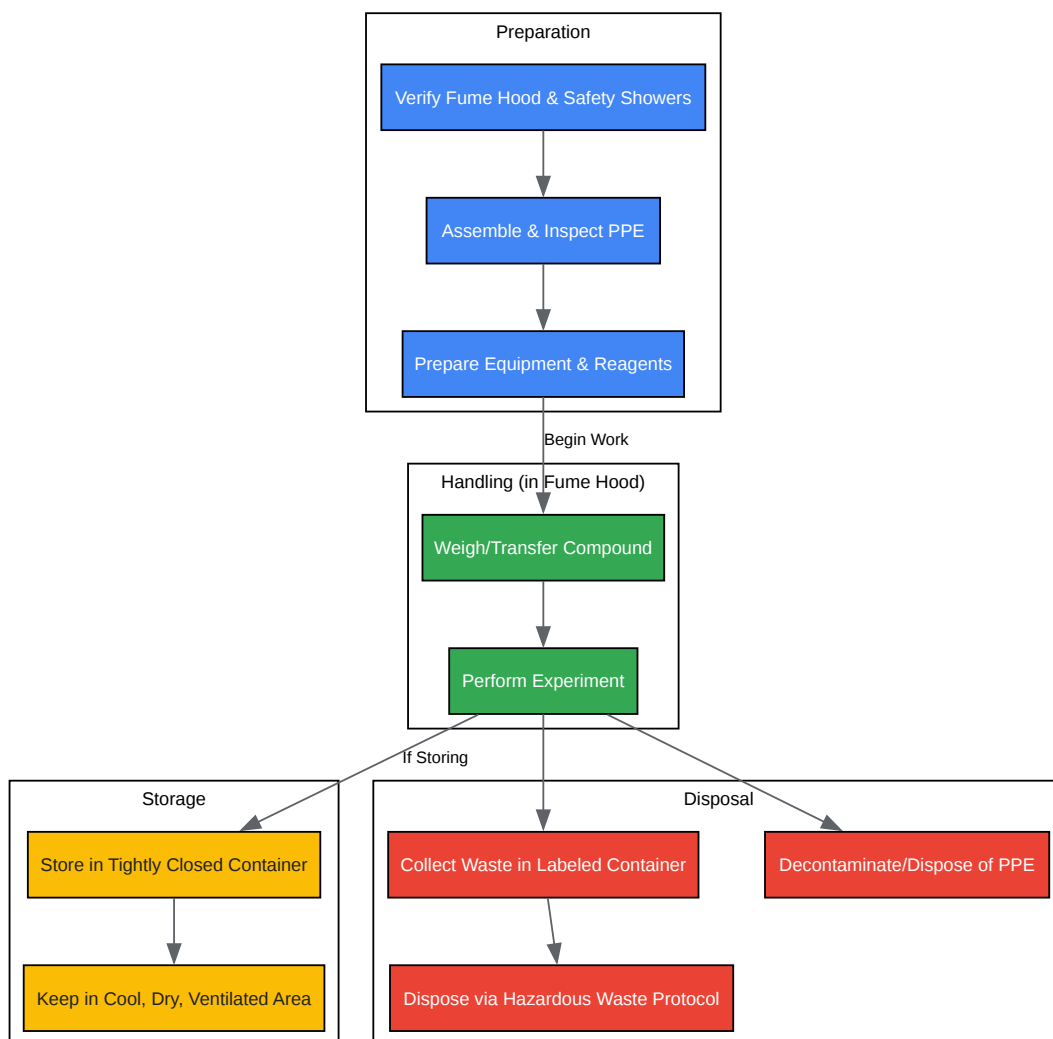 Preparation
Verify Fume Hood & Safety Showers
Assemble & Inspect PPE
Prepare Equipment & Reagents
Begin Work
Handling (in Fume Hood)
Weigh/Transfer Compound
Perform Experiment
If Storing
Storage
Store in Tightly Closed Container
Keep in Cool, Dry, Ventilated Area
Disposal
Collect Waste in Labeled Container
Decontaminate/Dispose of PPE
Dispose via Hazardous Waste Protocol